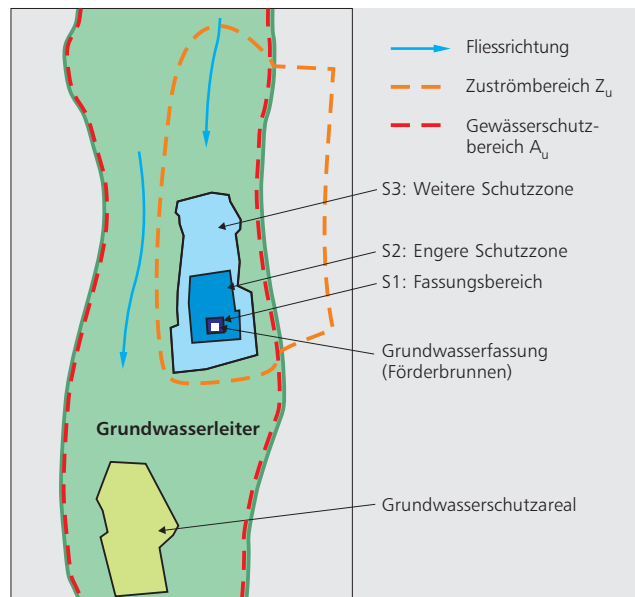 Fliessrichtung
Zuströmbereich Zu
Gewässerschutz-
bereich Au
S3: Weitere Schutzzone
S2: Engere Schutzzone
S1: Fassungsbereich
Grundwasserfassung
(Förderbrunnen)
Grundwasserleiter
Grundwasserschutzareal